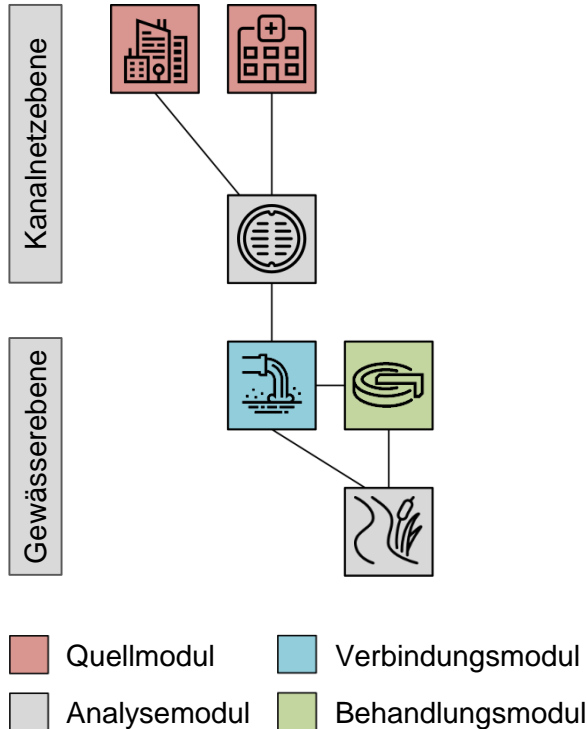 Kanalnetzebene
Gewässerebene
Quellmodul
Verbindungsmodul
Analysemodul
Behandlungsmodul